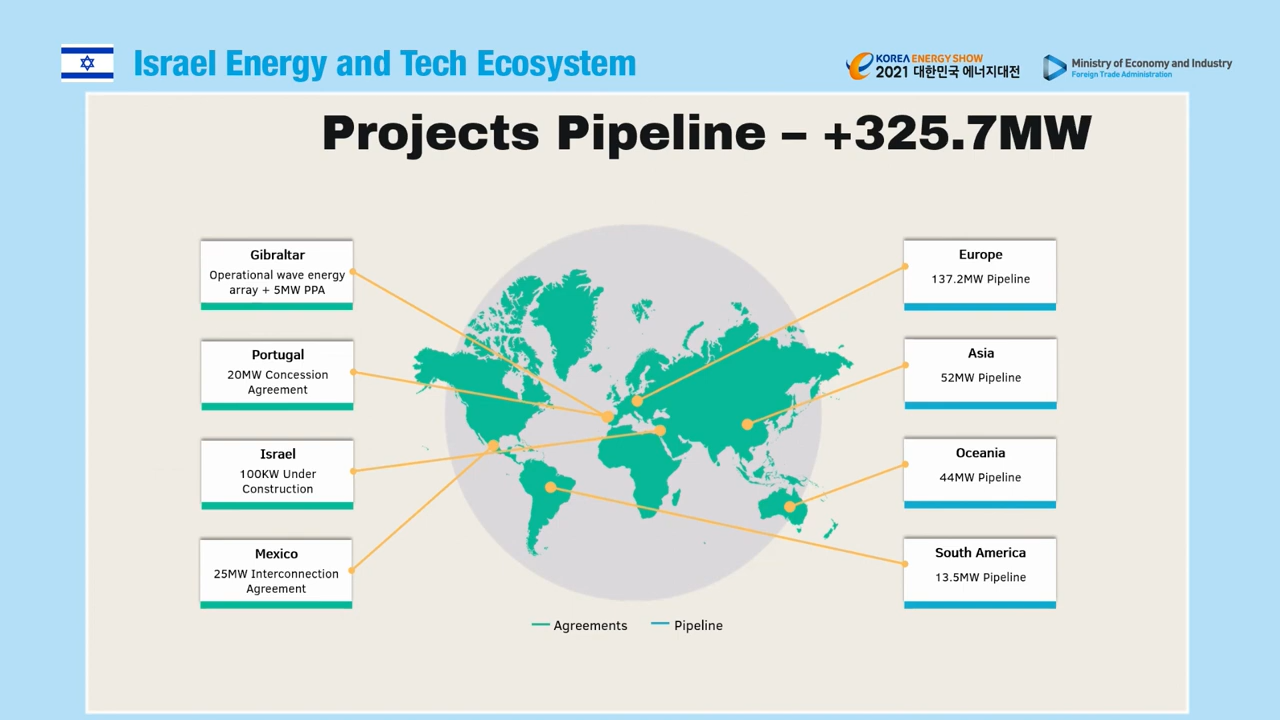 Israel Energy and Tech Ecosystem
KOREA ENERGY SHOW
2021 대한민국 에너지대전
Ministry of Economy and Industry
Foreign Trade Administration
Projects Pipeline – +325.7MW
Gibraltar
Operational wave energy
array + 5MW PPA
Portugal
20MW Concession
Agreement
Israel
100KW Under
Construction
Mexico
25MW Interconnection
Agreement
Europe
137.2MW Pipeline
Asia
52MW Pipeline
Oceania
44MW Pipeline
South America
13.5MW Pipeline
Agreements
Pipeline